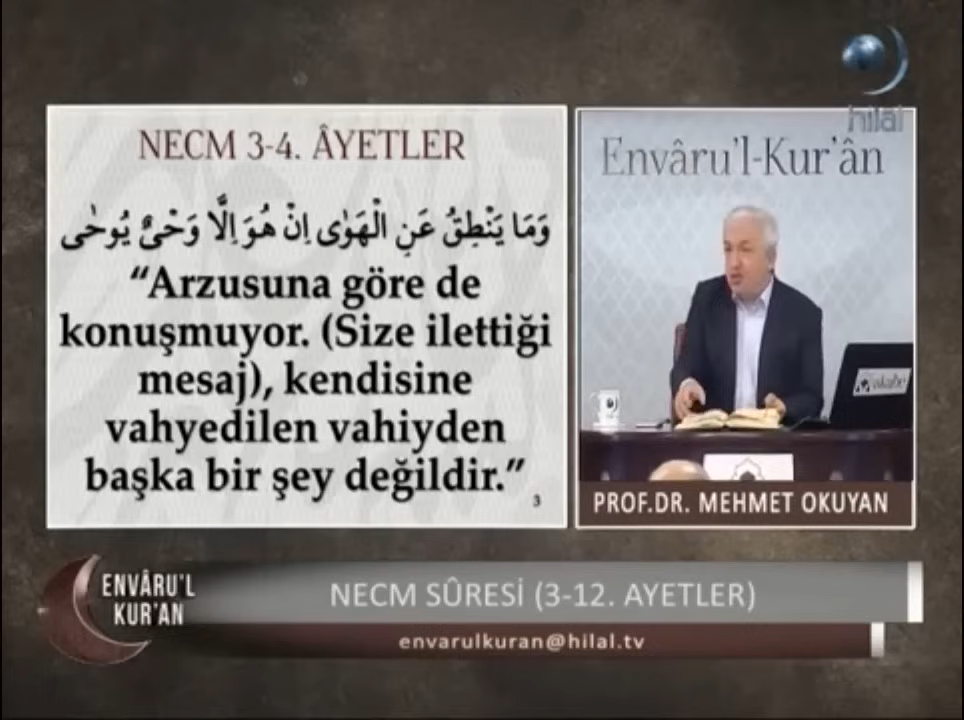 hilal
NECM 3-4. ÂYETLER
وَمَا يَنْطِقُ عَنِ الْهَوٰى اِنْ هُوَ اِلَّا وَحْىٌ يُوحٰى
“Arzusuna göre de
konuşmuyor. (Size ilettiği
mesaj), kendisine
vahyedilen vahiyden
başka bir şey değildir.”
3
Envâru'l-Kur'ân
akabe
PROF.DR. MEHMET OKUYAN
ENVÂRU'L
KUR'AN
NECM SÛRESİ (3-12. AYETLER)
envarulkuran@hilal.tv